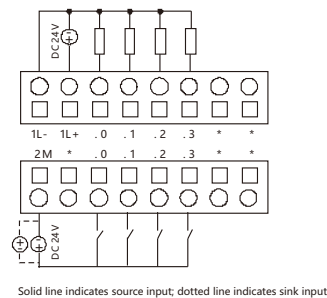 DC24V
1L- 1L+ .0 .1 .2 .3 * *
2M * .0 .1 .2 .3 * *
DC24V
Solid line indicates source input; dotted line indicates sink input